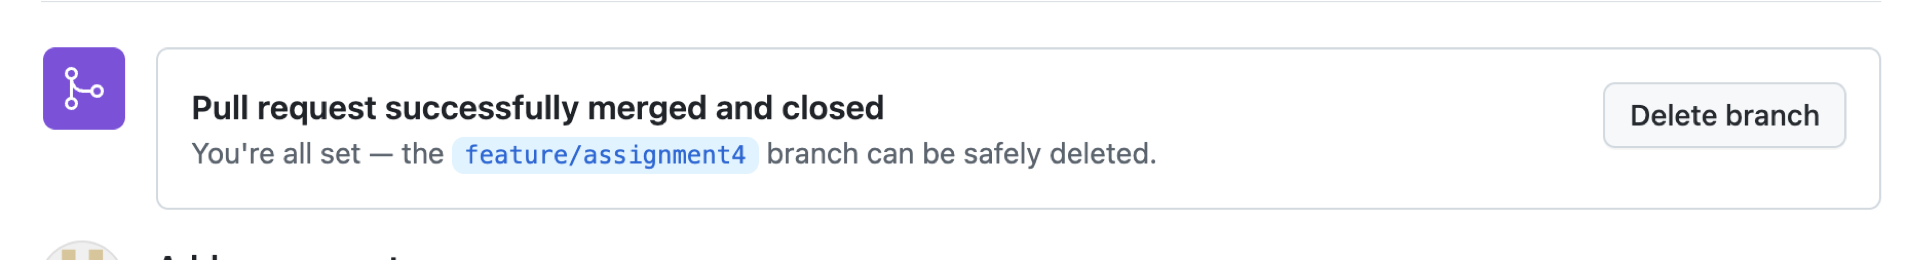 Pull request successfully merged and closed
Delete branch
You're all set — the feature/assignment4 branch can be safely deleted.